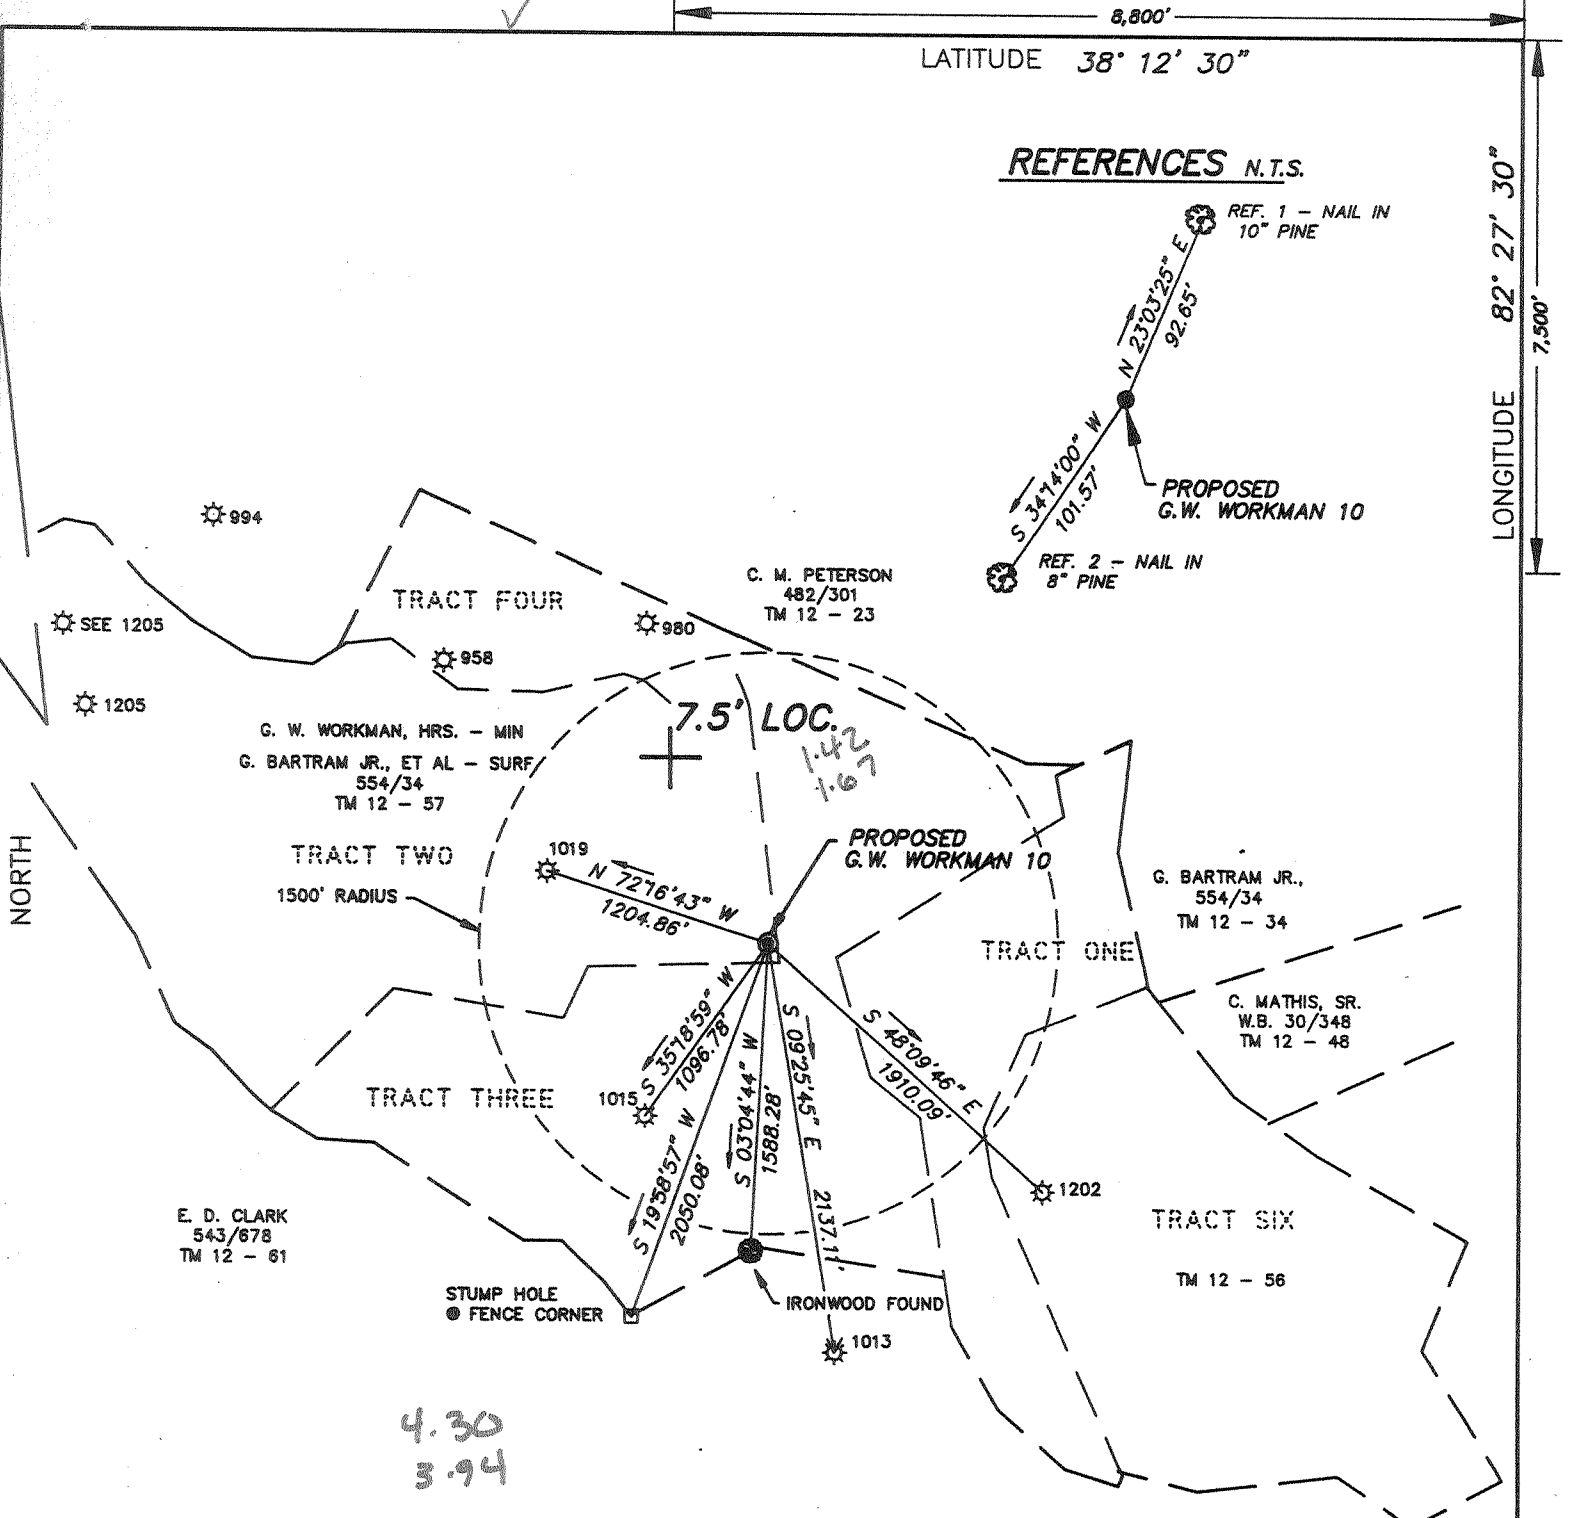 8,800'
LATITUDE 38° 12' 30"
LONGITUDE 82° 27' 30"
7,500'
REFERENCES N.T.S.
REF. 1 - NAIL IN
10" PINE
N 23°03'25" E
92.65'
S 34°14'00" W
101.57'
PROPOSED
G.W. WORKMAN 10
REF. 2 - NAIL IN
8" PINE
994
C. M. PETERSON
482/301
TM 12 - 23
TRACT FOUR
SEE 1205
980
958
1205
7.5' LOC.
1.42
1.67
G. W. WORKMAN, HRS. - MIN
G. BARTRAM JR., ET AL - SURF
554/34
TM 12 - 57
TRACT TWO
1500' RADIUS
NORTH
1019
N 72°16'43" W
1204.86'
PROPOSED
G.W. WORKMAN 10
G. BARTRAM JR.,
554/34
TM 12 - 34
TRACT ONE
C. MATHIS, SR.
W.B. 30/348
TM 12 - 48
S 35°18'59" W
1096.78'
S 48°09'46" E
1910.09'
S 09°25'45" E
2137.11'
S 03°04'44" W
1588.28'
S 19°58'57" W
2050.08'
TRACT THREE
1015
1202
TRACT SIX
TM 12 - 56
E. D. CLARK
543/678
TM 12 - 61
STUMP HOLE
@ FENCE CORNER
IRONWOOD FOUND
1013
4.30
3.94